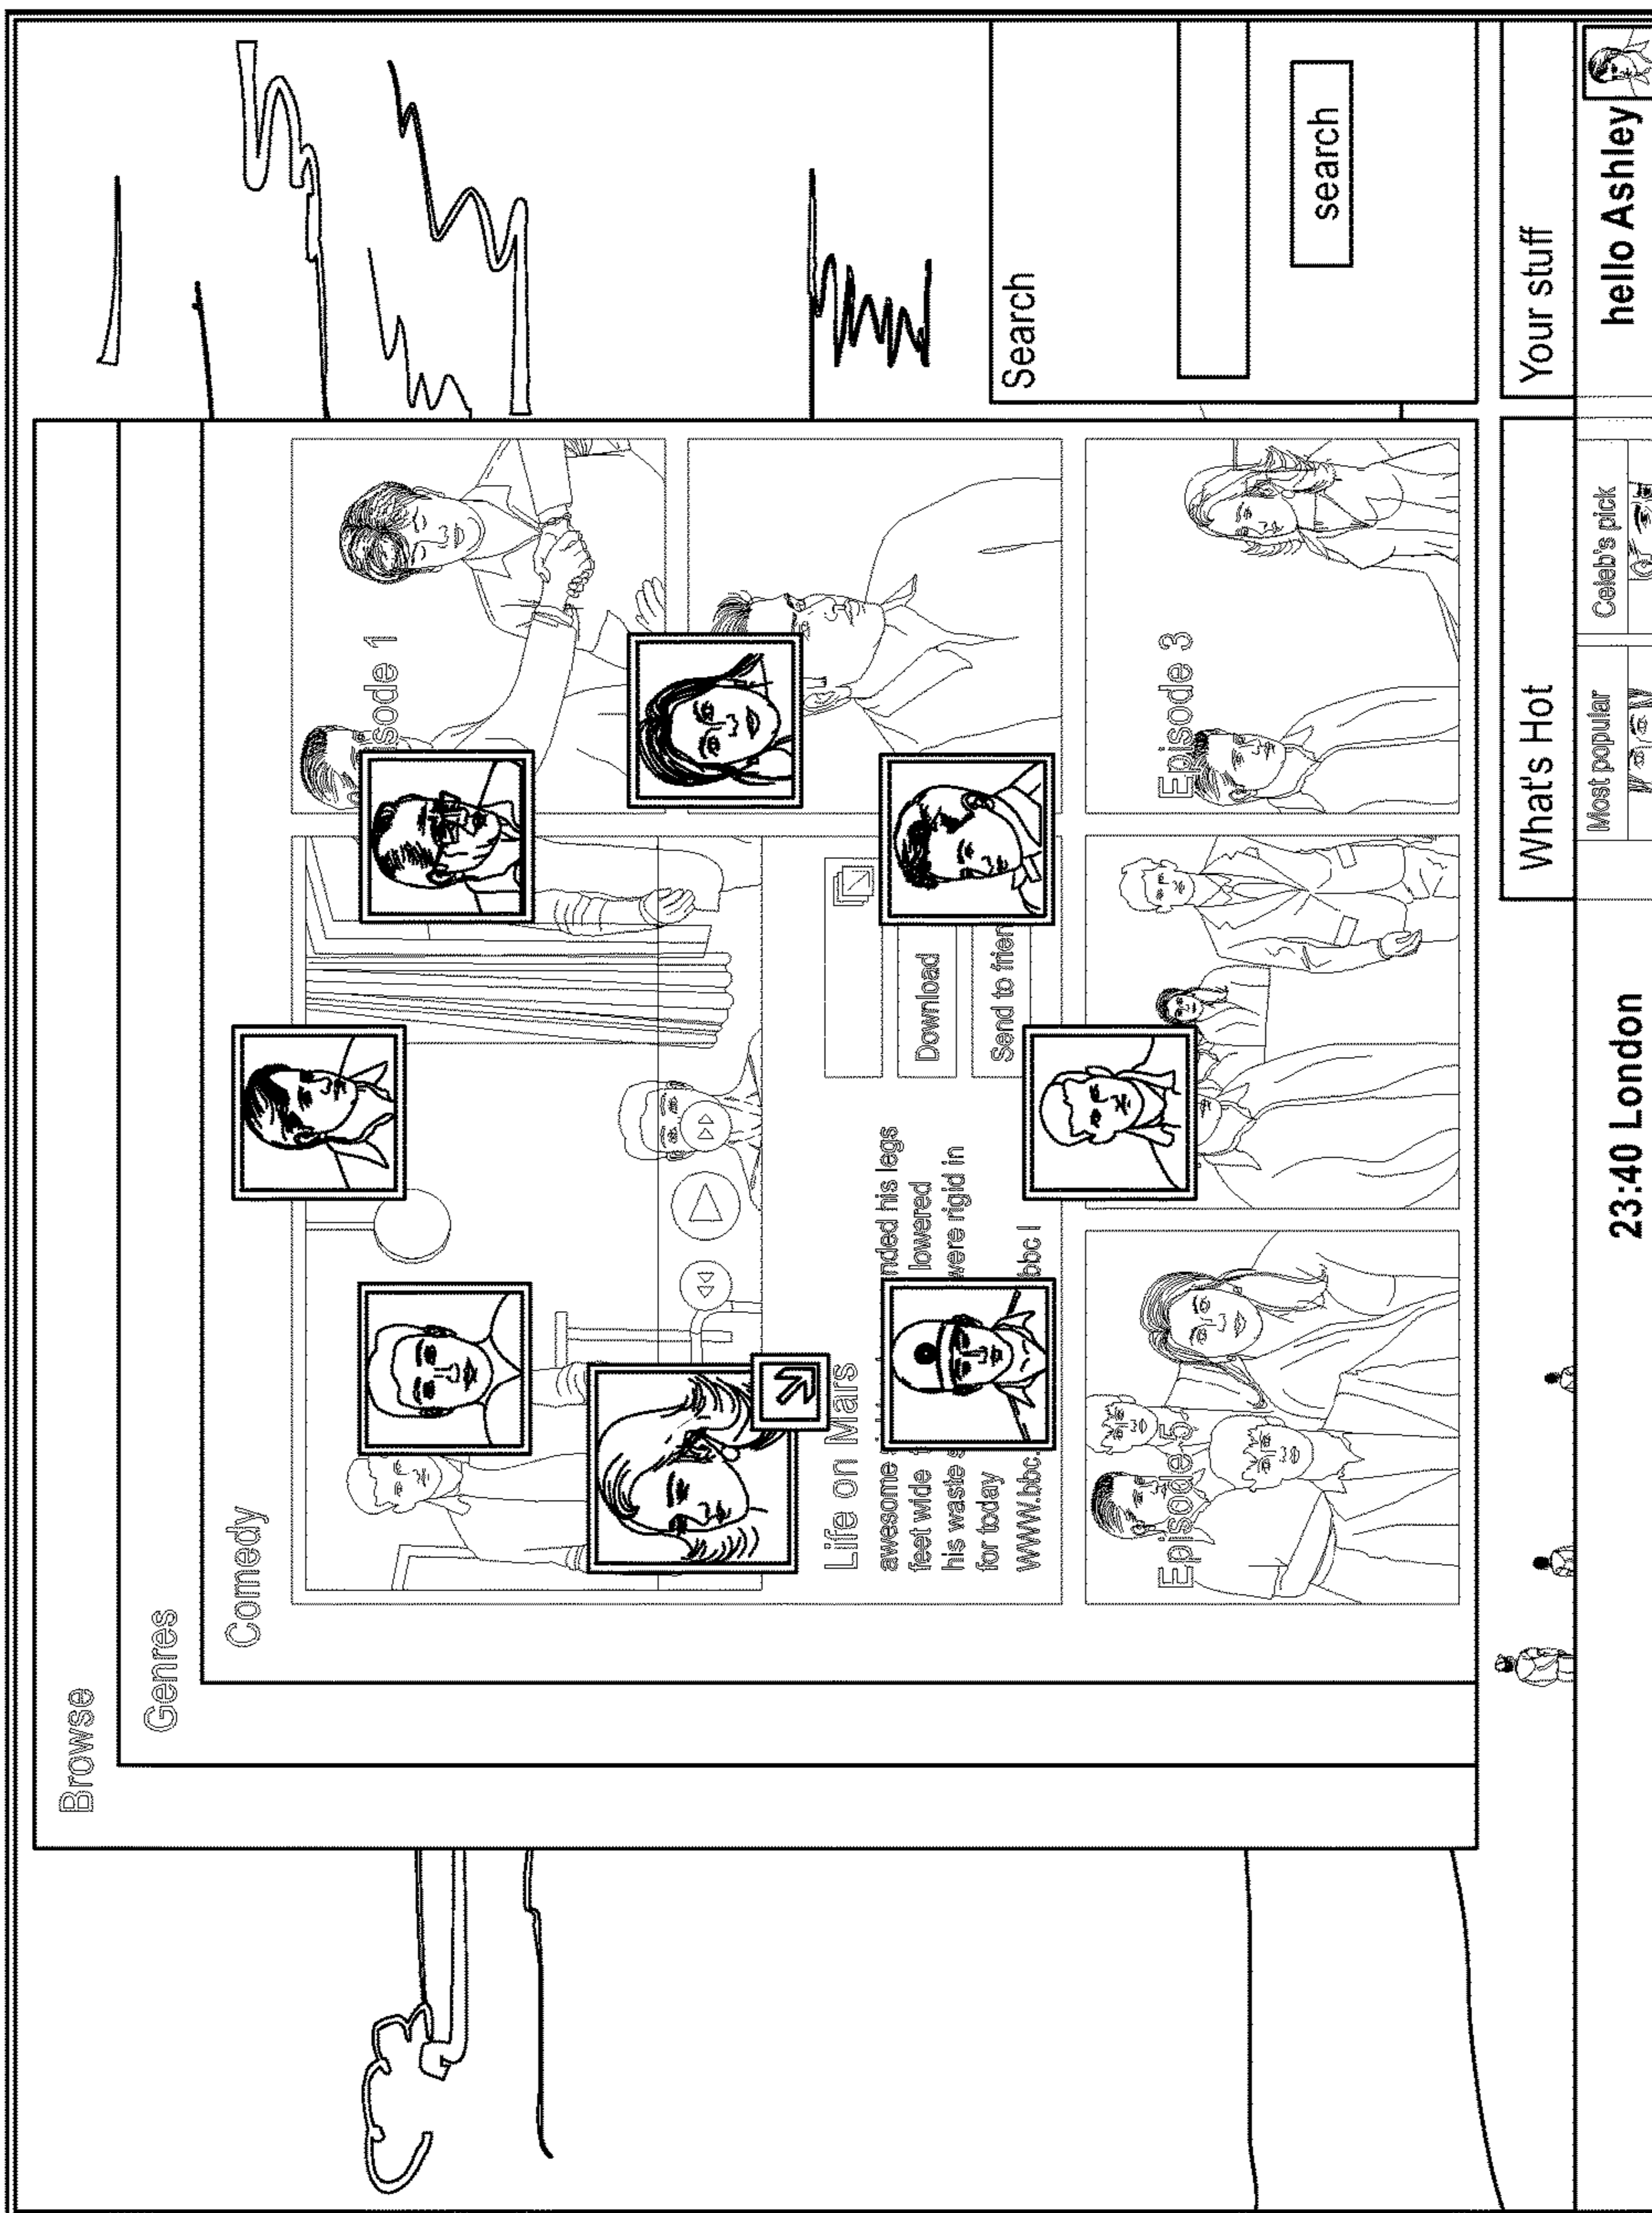 Browse
Genres
Comedy
isode 1
Life on Mars
awesome
nded his legs
feet wide
lowered
his waste s
were rigid in
for today
WWW.bbc.
bbc I
Download
Send to frien
Episode 3
Episode 5
Search
search
What's Hot
Your stuff
Most popular
Celeb's pick
23:40 London
hello Ashley